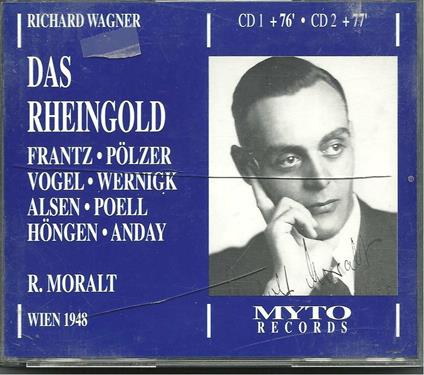 RICHARD WAGNER
CD 1 + 76' • CD 2 + 77'
DAS
RHEINGOLD
FRANTZ • PÖLZER
VOGEL • WERNIGK
ALSEN • POELL
HÖNGEN • ANDAY
R. MORALT
WIEN 1948
Moralt
MYTO
RECORDS